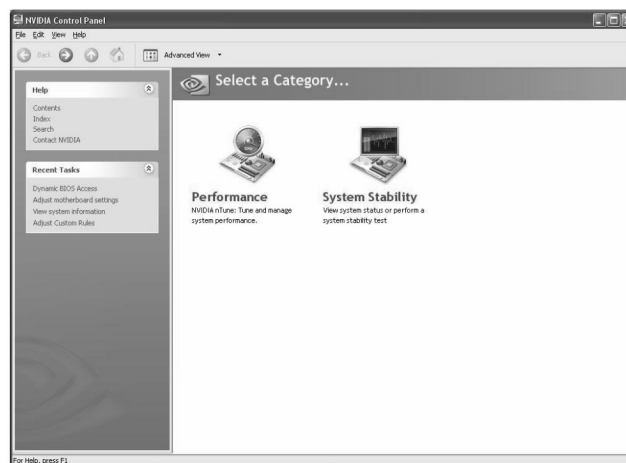 NVIDIA Control Panel
File Edit View Help
Back Advanced View
Help
Contents
Index
Search
Contact NVIDIA
Recent Tasks
Dynamic BIOS Access
Adjust motherboard settings
View system information
Adjust Custom Rules
Select a Category...
Performance
NVIDIA nTune: Tune and manage
system performance.
System Stability
View system status or perform a
system stability test
For Help, press F1